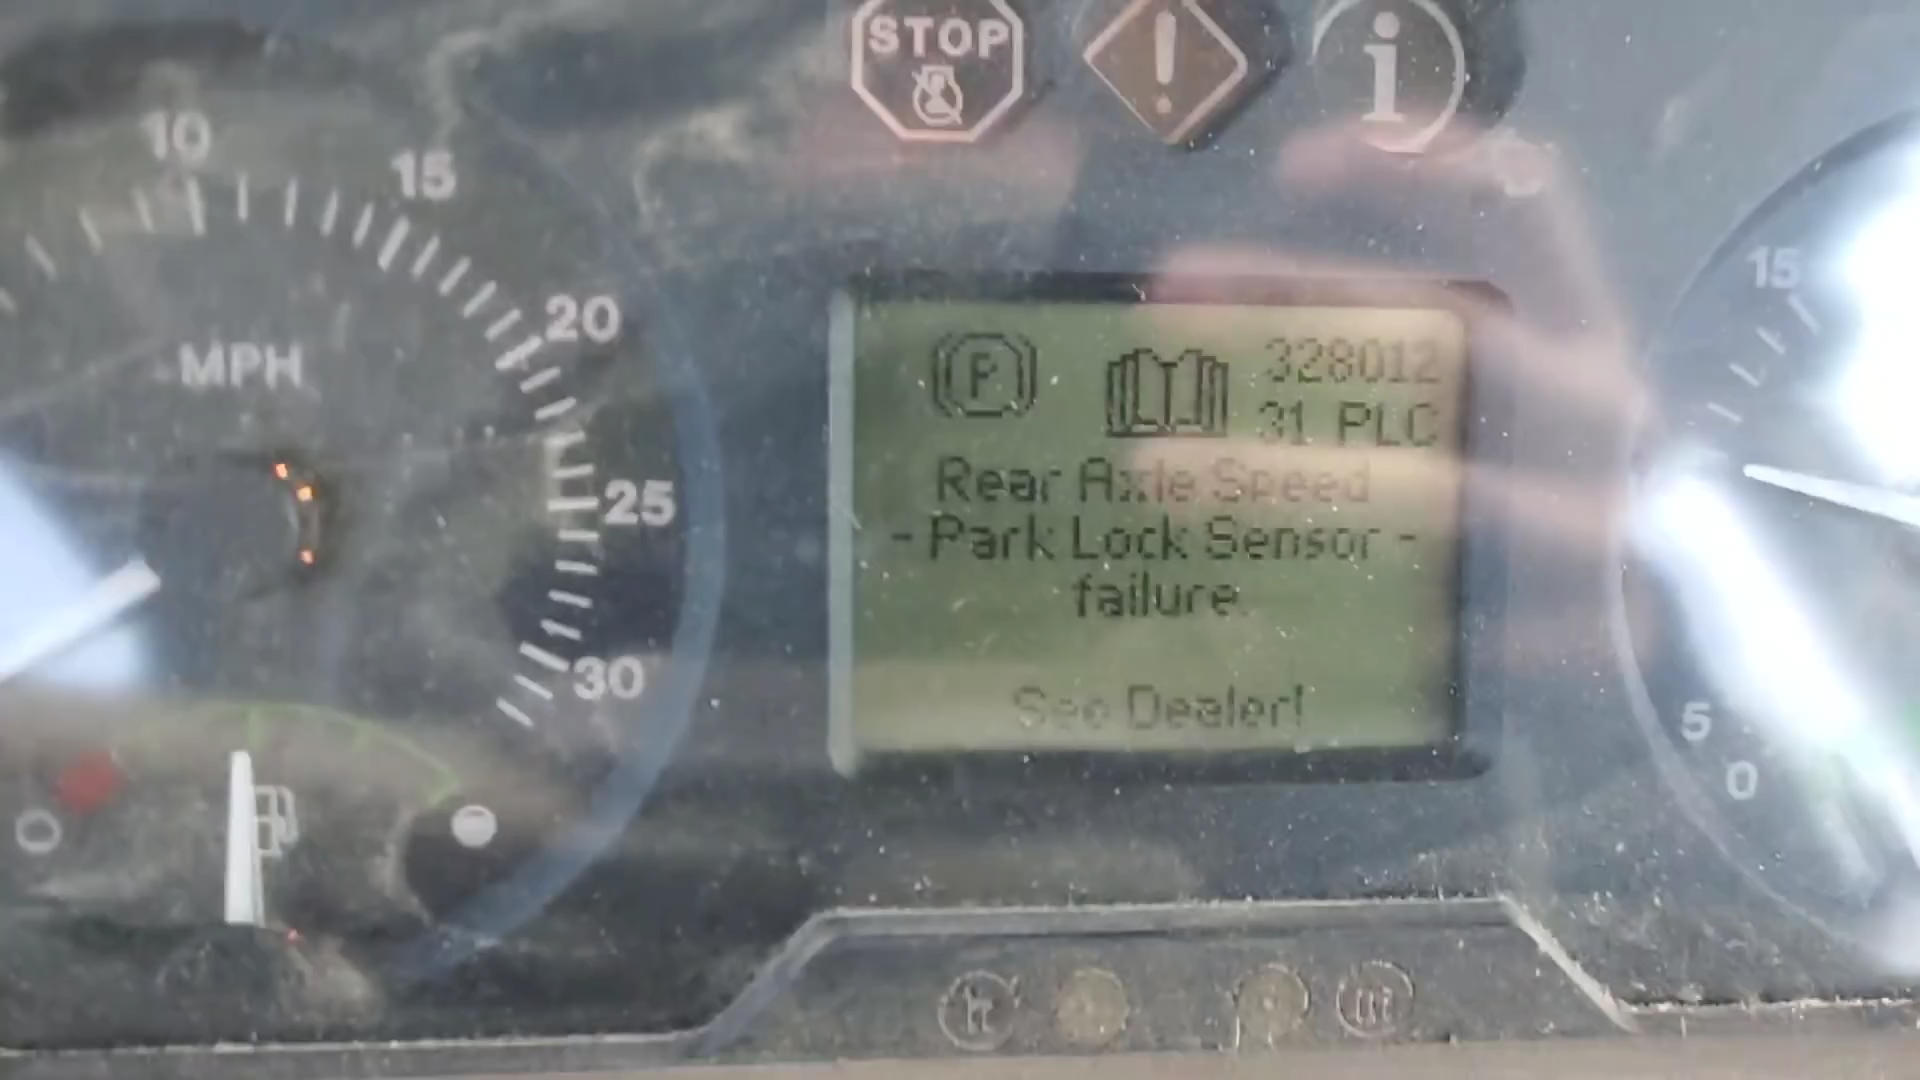 STOP
10
15
20
MPH
25
30
P
328012
31 PLC
Rear Axle Speed
- Park Lock Sensor -
failure.
See Dealer!
15
5
0